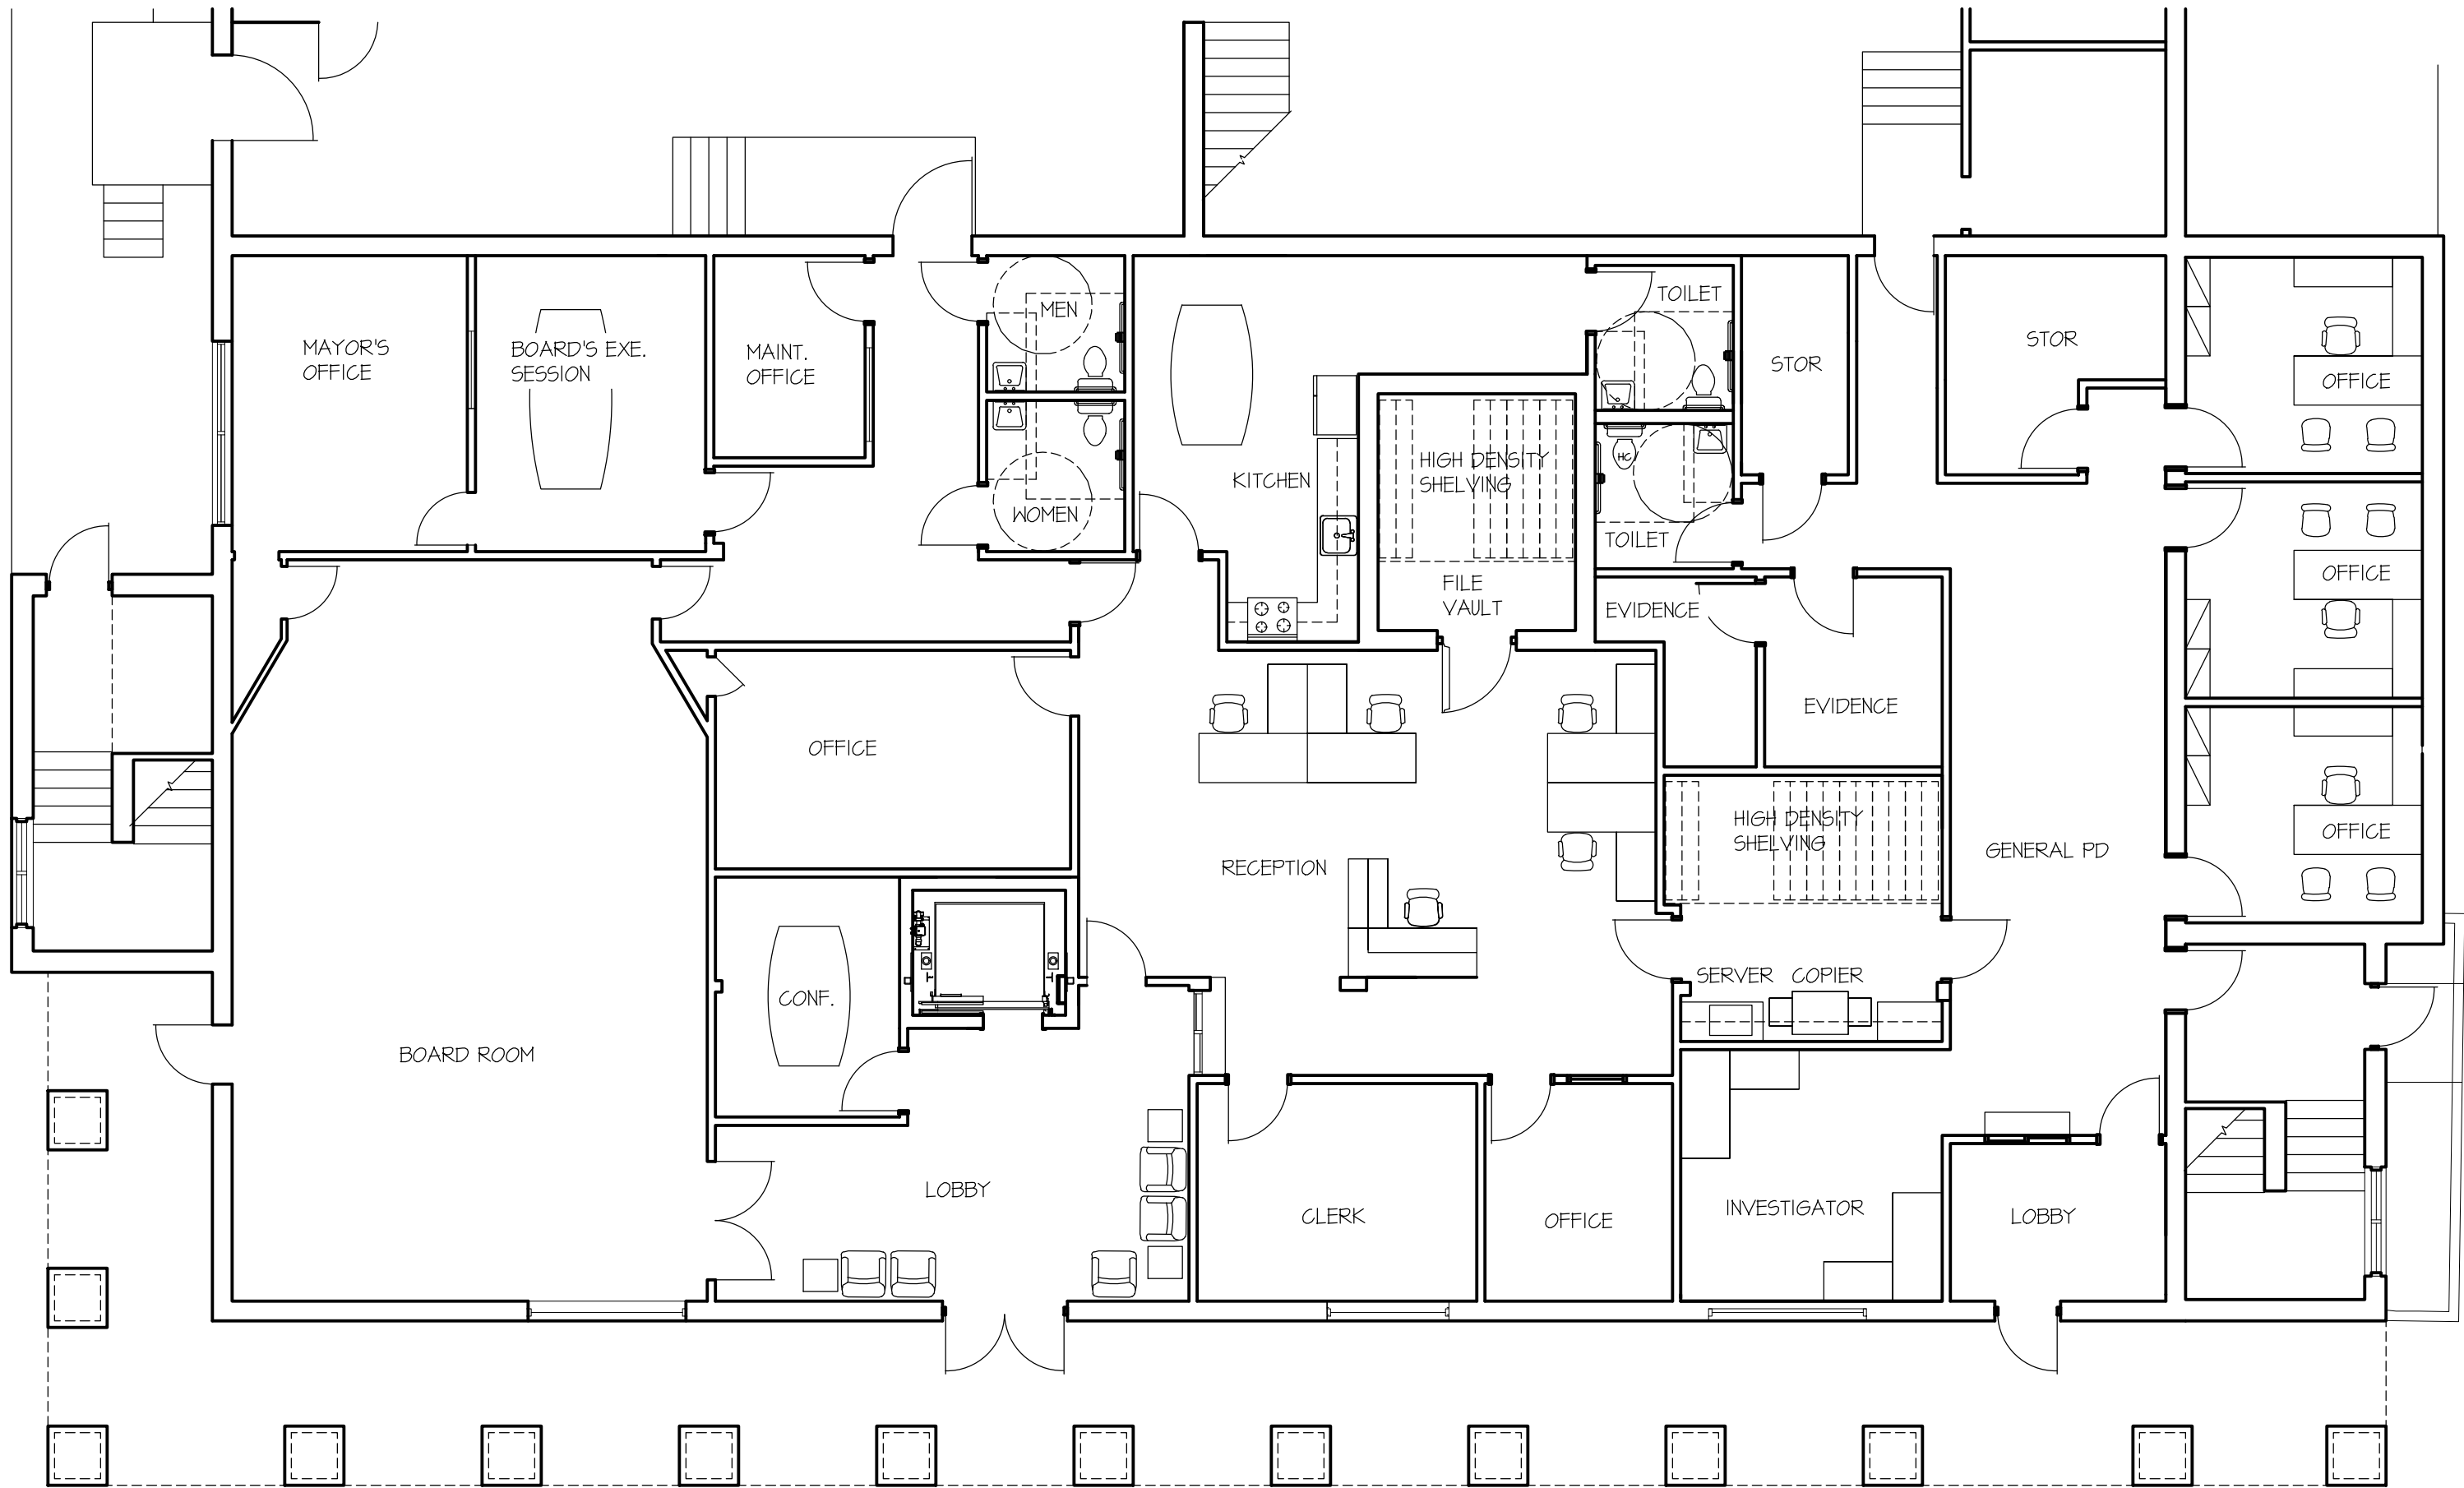 MEN
TOILET
MAYOR'S
OFFICE
BOARD'S EXE.
SESSION
MAINT.
OFFICE
STOR
STOR
OFFICE
KITCHEN
HIGH DENSITY
SHELVING
HC
WOMEN
TOILET
FILE
VAULT
EVIDENCE
OFFICE
EVIDENCE
OFFICE
RECEPTION
HIGH DENSITY
SHELVING
GENERAL PD
OFFICE
CONF.
SERVER COPIER
BOARD ROOM
LOBBY
CLERK
OFFICE
INVESTIGATOR
LOBBY